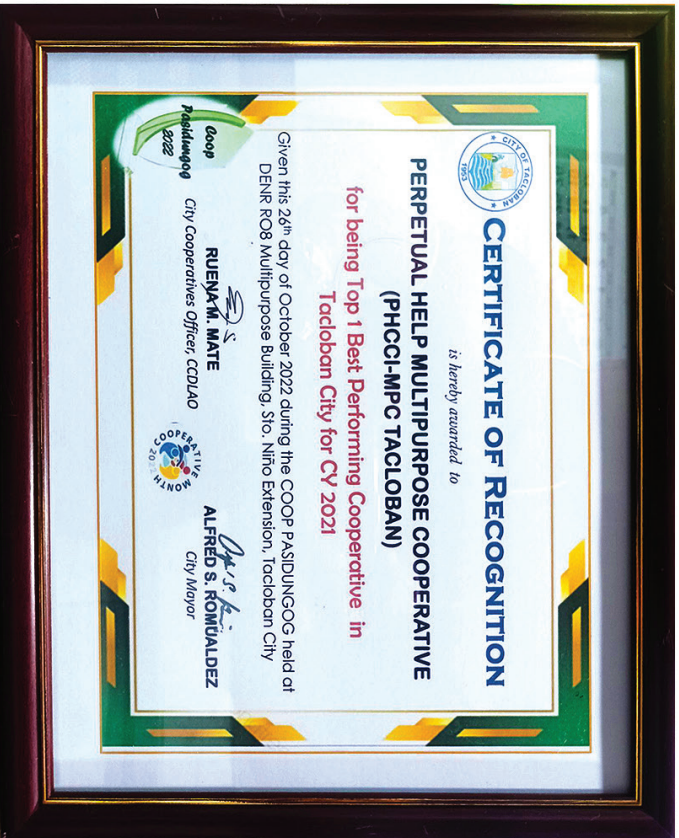 CITY OF TACLOBAN
1953
CERTIFICATE OF RECOGNITION
is hereby awarded to
PERPETUAL HELP MULTIPURPOSE COOPERATIVE
(PHCCI-MPC TACLOBAN)
for being Top 1 Best Performing Cooperative in
Tacloban City for CY 2021
Given this 26th day of October 2022 during the COOP PASIDUNGOG held at
DENR RO8 Multipurpose Building, Sto. Niño Extension, Tacloban City
Coop
Pasidungog
2022
RUENA M. MATE
City Cooperatives Officer, CCDLAO
COOPERATIVE MONTH
ALFRED S. ROMUALDEZ
City Mayor